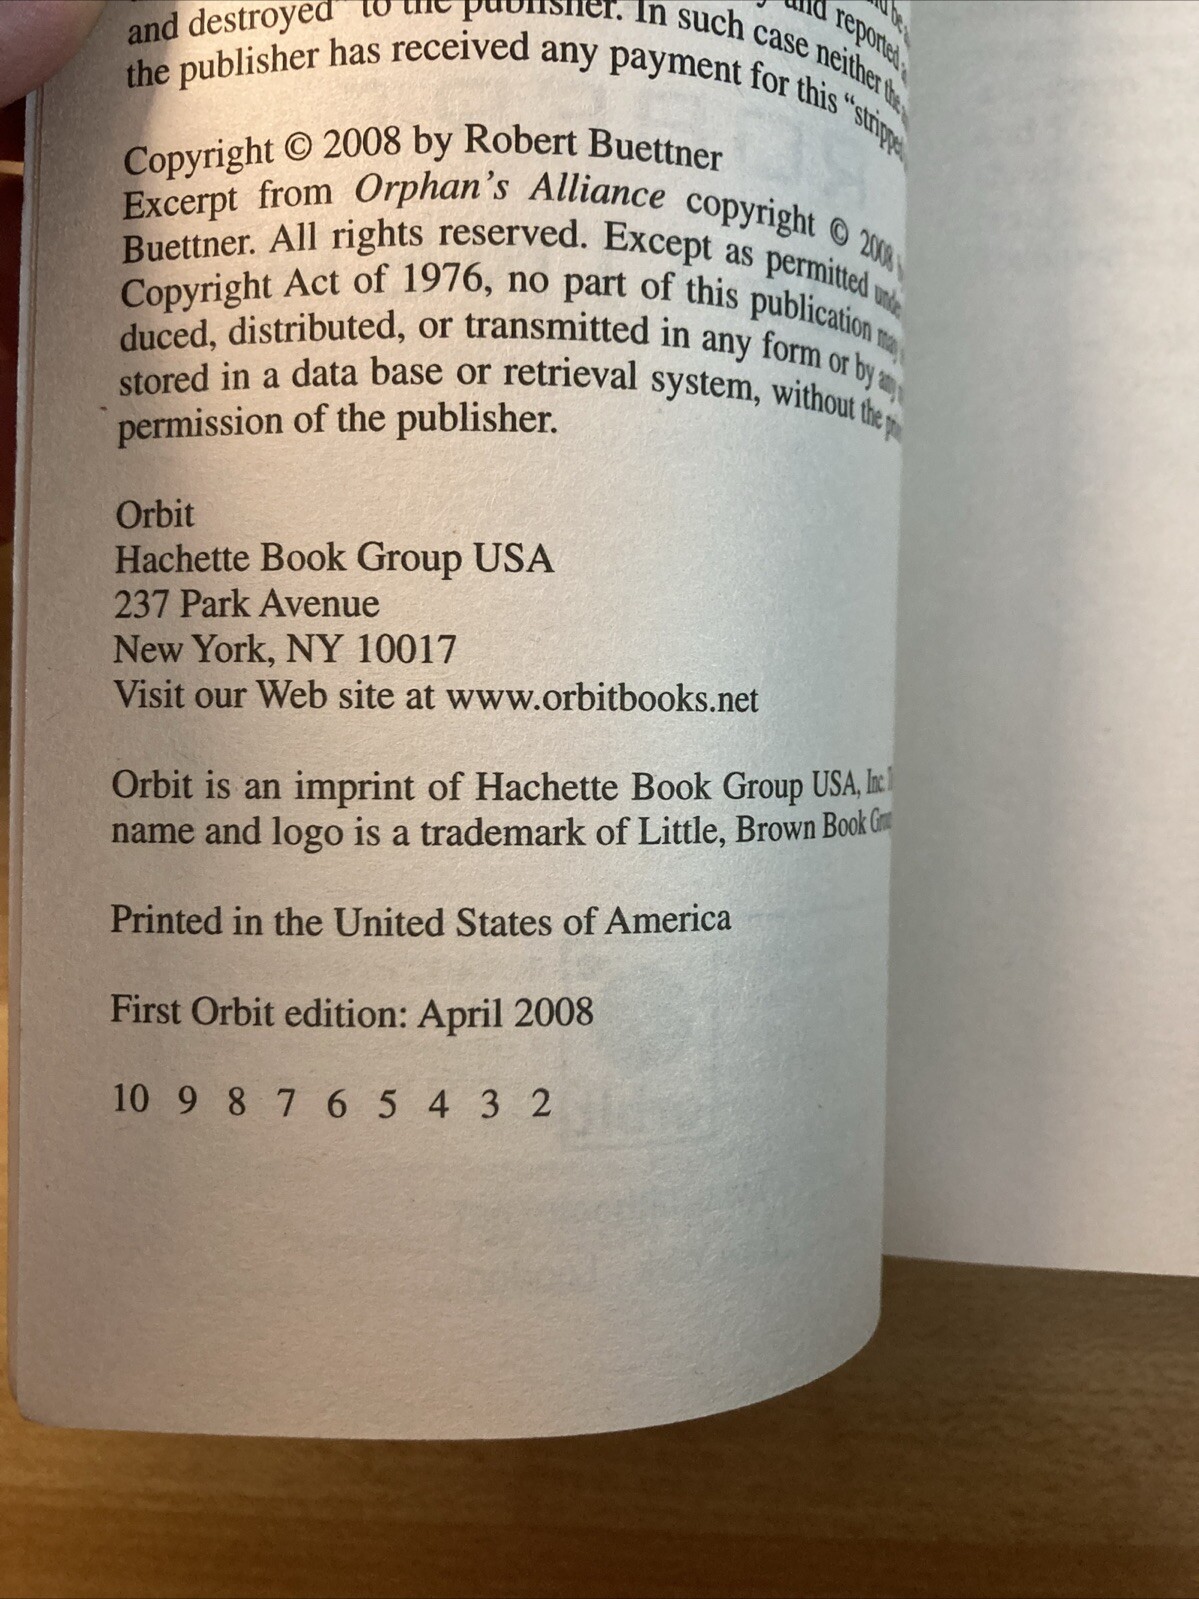 and destroyed" to the publisher. In such case neither the
the publisher has received any payment for this "stripped
Copyright © 2008 by Robert Buettner
Excerpt from Orphan's Alliance copyright © 2008
Buettner. All rights reserved. Except as permitted under
Copyright Act of 1976, no part of this publication may
duced, distributed, or transmitted in any form or by any
stored in a data base or retrieval system, without the
permission of the publisher.
Orbit
Hachette Book Group USA
237 Park Avenue
New York, NY 10017
Visit our Web site at www.orbitbooks.net
Orbit is an imprint of Hachette Book Group USA, Inc.
name and logo is a trademark of Little, Brown Book
Printed in the United States of America
First Orbit edition: April 2008
10 9 8 7 6 5 4 3 2